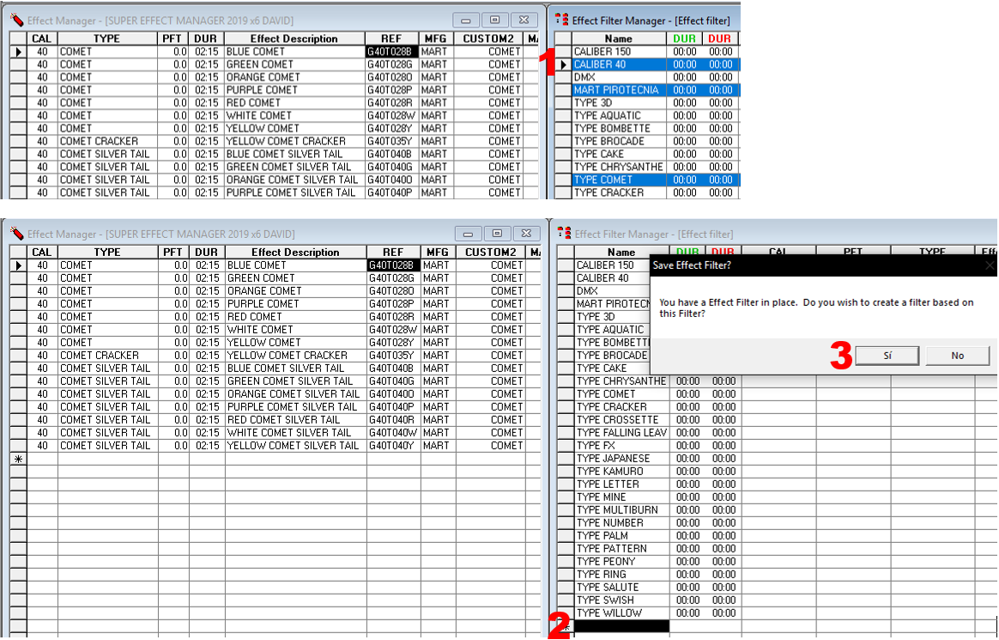 Effect Manager - [SUPER EFFECT MANAGER 2019 x6 DAVID]
CAL TYPE PFT DUR Effect Description REF MFG CUSTOM2
40 COMET 0.0 02:15 BLUE COMET G40T028B MART COMET
40 COMET 0.0 02:15 GREEN COMET G40T028G MART COMET
40 COMET 0.0 02:15 ORANGE COMET G40T028O MART COMET
40 COMET 0.0 02:15 PURPLE COMET G40T028P MART COMET
40 COMET 0.0 02:15 RED COMET G40T028R MART COMET
40 COMET 0.0 02:15 WHITE COMET G40T028W MART COMET
40 COMET 0.0 02:15 YELLOW COMET G40T028Y MART COMET
40 COMET CRACKER 0.0 02:15 YELLOW COMET CRACKER G40T035Y MART COMET
40 COMET SILVER TAIL 0.0 02:15 BLUE COMET SILVER TAIL G40T040B MART COMET
40 COMET SILVER TAIL 0.0 02:15 GREEN COMET SILVER TAIL G40T040G MART COMET
40 COMET SILVER TAIL 0.0 02:15 ORANGE COMET SILVER TAIL G40T040O MART COMET
40 COMET SILVER TAIL 0.0 02:15 PURPLE COMET SILVER TAIL G40T040P MART COMET
Effect Filter Manager - [Effect filter]
Name DUR DUR
CALIBER 150 00:00 00:00
1 CALIBER 40 00:00 00:00
DMX 00:00 00:00
MART PIROTECNIA 00:00 00:00
TYPE 3D 00:00 00:00
TYPE AQUATIC 00:00 00:00
TYPE BOMBETTE 00:00 00:00
TYPE BROCADE 00:00 00:00
TYPE CAKE 00:00 00:00
TYPE CHRYSANTHE 00:00 00:00
TYPE COMET 00:00 00:00
TYPE CRACKER 00:00 00:00
Effect Manager - [SUPER EFFECT MANAGER 2019 x6 DAVID]
CAL TYPE PFT DUR Effect Description REF MFG CUSTOM2
40 COMET 0.0 02:15 BLUE COMET G40T028B MART COMET
40 COMET 0.0 02:15 GREEN COMET G40T028G MART COMET
40 COMET 0.0 02:15 ORANGE COMET G40T028O MART COMET
40 COMET 0.0 02:15 PURPLE COMET G40T028P MART COMET
40 COMET 0.0 02:15 RED COMET G40T028R MART COMET
40 COMET 0.0 02:15 WHITE COMET G40T028W MART COMET
40 COMET 0.0 02:15 YELLOW COMET G40T028Y MART COMET
40 COMET CRACKER 0.0 02:15 YELLOW COMET CRACKER G40T035Y MART COMET
40 COMET SILVER TAIL 0.0 02:15 BLUE COMET SILVER TAIL G40T040B MART COMET
40 COMET SILVER TAIL 0.0 02:15 GREEN COMET SILVER TAIL G40T040G MART COMET
40 COMET SILVER TAIL 0.0 02:15 ORANGE COMET SILVER TAIL G40T040O MART COMET
40 COMET SILVER TAIL 0.0 02:15 PURPLE COMET SILVER TAIL G40T040P MART COMET
40 COMET SILVER TAIL 0.0 02:15 RED COMET SILVER TAIL G40T040R MART COMET
40 COMET SILVER TAIL 0.0 02:15 WHITE COMET SILVER TAIL G40T040W MART COMET
40 COMET SILVER TAIL 0.0 02:15 YELLOW COMET SILVER TAIL G40T040Y MART COMET
Effect Filter Manager - [Effect filter]
Name DUR DUR CAL PFT TYPE
CALIBER 150
CALIBER 40
DMX
MART PIROTECN
TYPE 3D
TYPE AQUATIC
TYPE BOMBETT
TYPE BROCADE
TYPE CAKE
TYPE CHRYSANTHE 00:00 00:00
TYPE COMET 00:00 00:00
TYPE CRACKER 00:00 00:00
TYPE CROSSETTE 00:00 00:00
TYPE FALLING LEAV 00:00 00:00
TYPE FX 00:00 00:00
TYPE JAPANESE 00:00 00:00
TYPE KAMURO 00:00 00:00
TYPE LETTER 00:00 00:00
TYPE MINE 00:00 00:00
TYPE MULTIBURN 00:00 00:00
TYPE NUMBER 00:00 00:00
TYPE PALM 00:00 00:00
TYPE PATTERN 00:00 00:00
TYPE PEONY 00:00 00:00
TYPE RING 00:00 00:00
TYPE SALUTE 00:00 00:00
TYPE SWISH 00:00 00:00
TYPE WILLOW 00:00 00:00
2
Save Effect Filter?
You have a Effect Filter in place. Do you wish to create a filter based on
this Filter?
3 Sí No